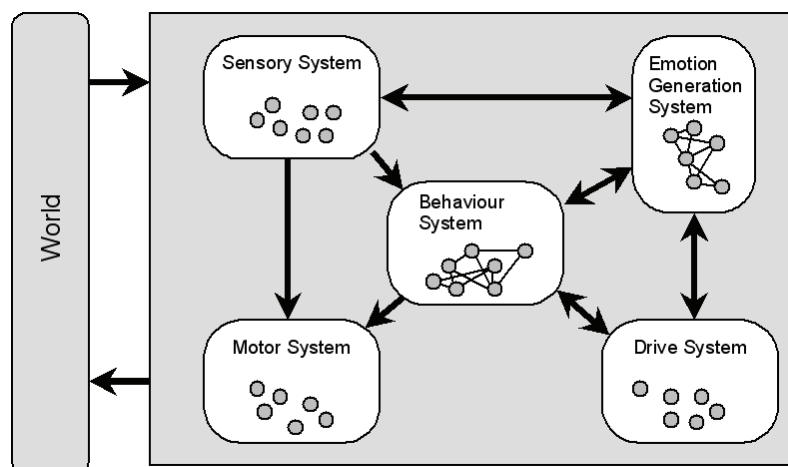 World
Sensory System
Emotion
Generation
System
Behaviour
System
Motor System
Drive System